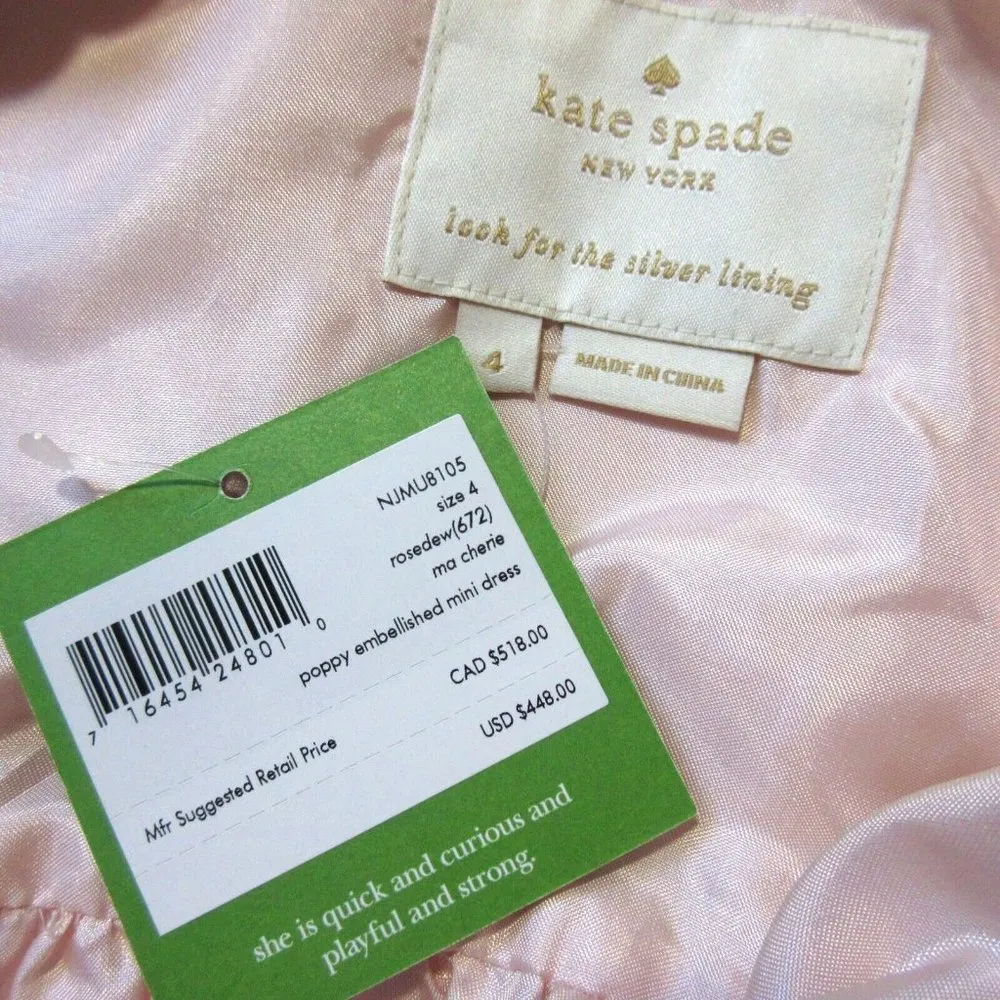 kate spade
NEW YORK
look for the silver lining
4
MADE IN CHINA
NJMU8105
size 4
rosedew(672)
ma cherie
poppy embellished mini dress
7 16454 24801 0
CAD $518.00
Mfr Suggested Retail Price USD $448.00
she is quick and curious and
playful and strong.